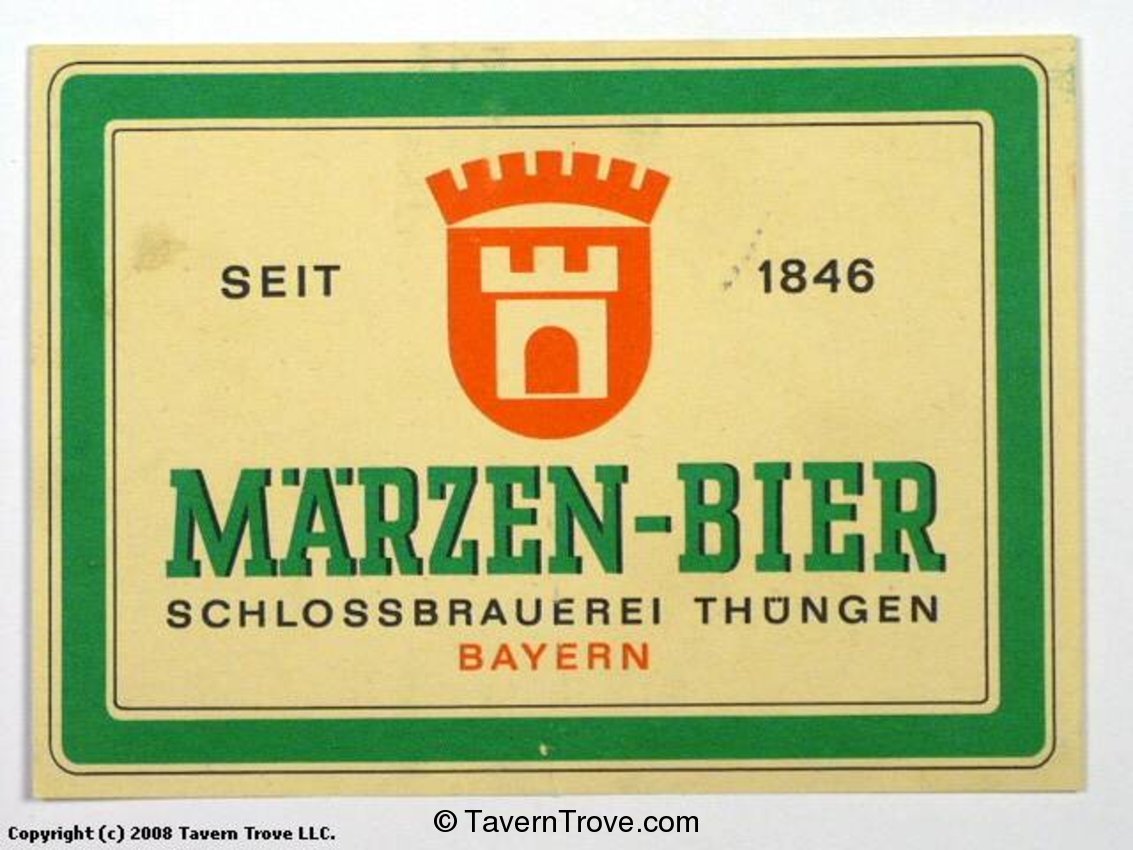 SEIT 1846
MÄRZEN-BIER
SCHLOSSBRAUEREI THÜNGEN
BAYERN
© TavernTrove.com
Copyright (c) 2008 Tavern Trove LLC.